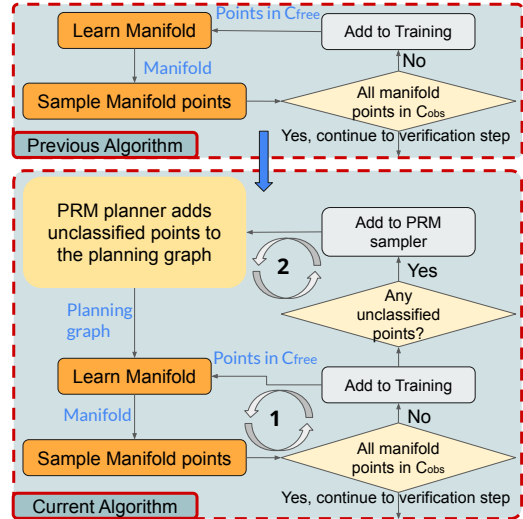 Points in Cfree
Learn Manifold
Add to Training
Manifold
No
Sample Manifold points
All manifold
points in Cobs
Previous Algorithm
Yes, continue to verification step
PRM planner adds
unclassified points to
the planning graph
Add to PRM
sampler
2
Yes
Any
unclassified
points?
Planning
graph
Points in Cfree
Learn Manifold
Add to Training
1
Manifold
No
Sample Manifold points
All manifold
points in Cobs
Yes, continue to verification step
Current Algorithm